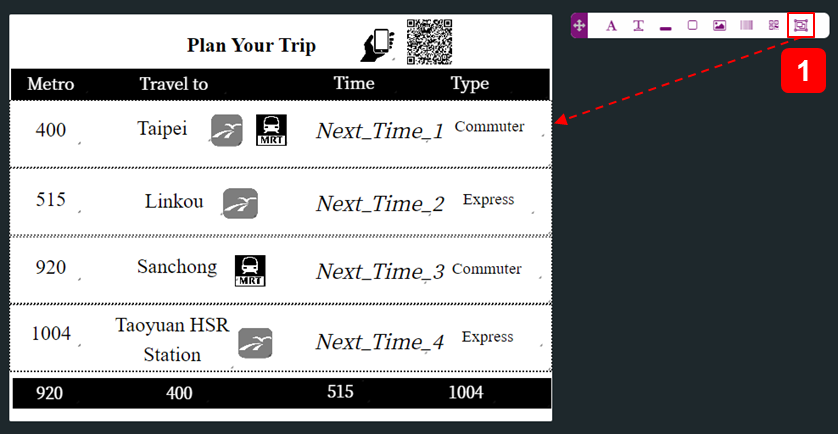 Plan Your Trip
A T
1
Metro Travel to Time Type
400 Taipei MRT Next_Time_1 Commuter
515 Linkou Next_Time_2 Express
920 Sanchong MRT Next_Time_3 Commuter
1004 Taoyuan HSR Station Next_Time_4 Express
920 400 515 1004